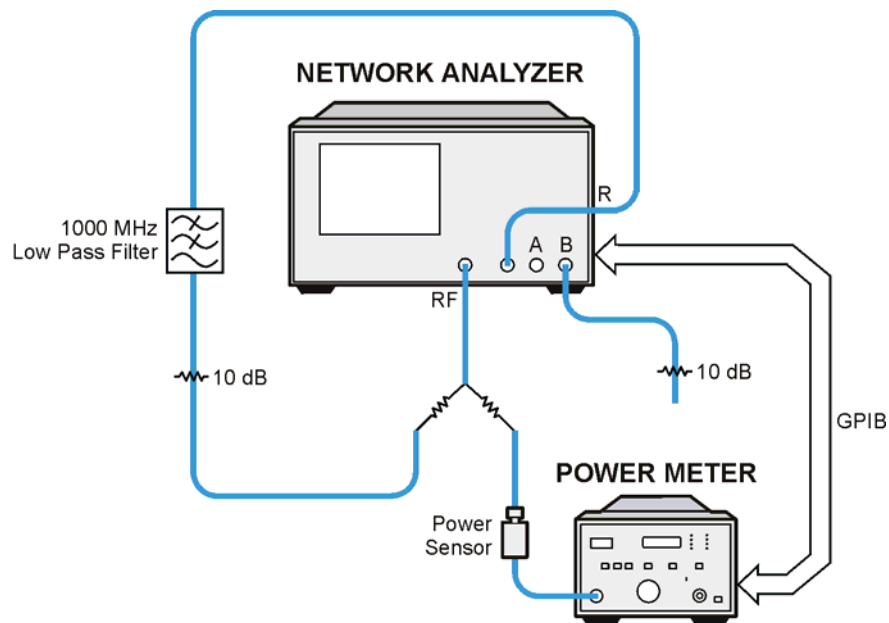 NETWORK ANALYZER
R
1000 MHz
Low Pass Filter
A
B
RF
10 dB
10 dB
GPIB
POWER METER
Power
Sensor